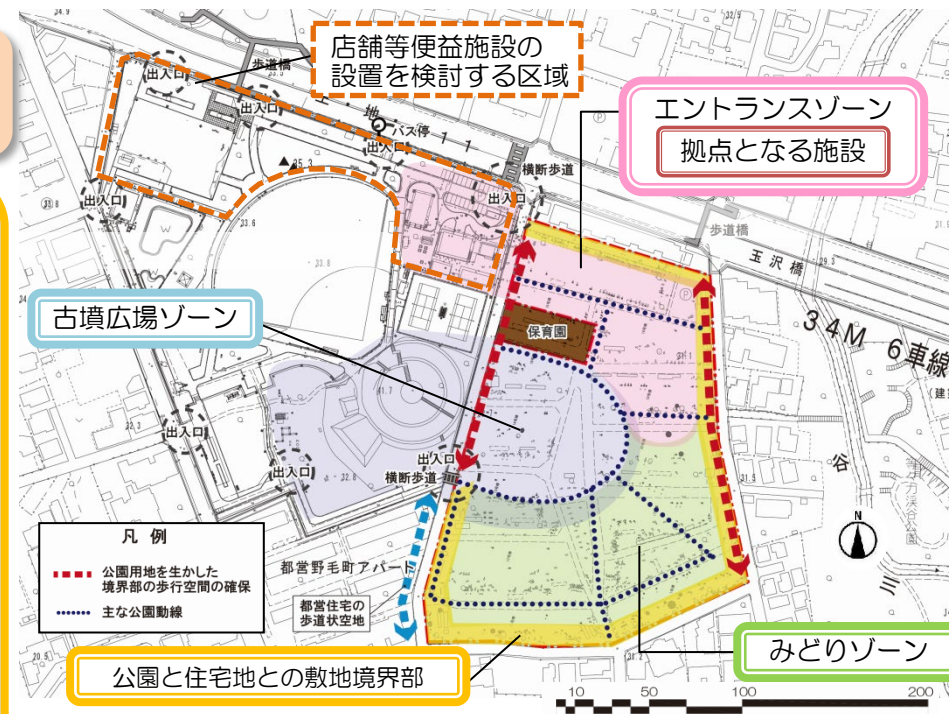 店舗等便益施設の
設置を検討する区域
エントランスゾーン
拠点となる施設
出入口
歩道橋
出入口
バス停
出入口
横断歩道
出入口
出入口
歩道橋
玉沢橋
34M 6車線
古墳広場ゾーン
保育園
出入口
出入口
出入口
横断歩道
谷
三
N
凡例
公園用地を生かした
境界部の歩行空間の確保
主な公園動線
都営野毛町アパート
都営住宅の
歩道状空地
みどりゾーン
公園と住宅地との敷地境界部
10 50 100 200